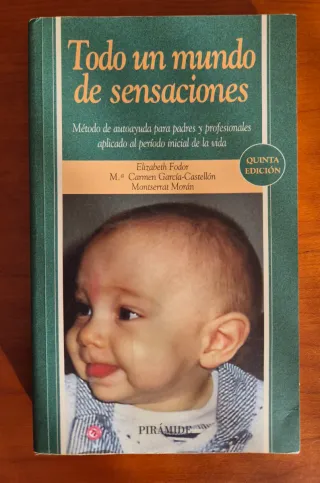 Todo un mundo
de sensaciones
Método de autoayuda para padres y profesionales
aplicado al período inicial de la vida
QUINTA
EDICIÓN
Elizabeth Fodor
M.ª Carmen García-Castellón
Montserrat Morán
PIRÁMIDE